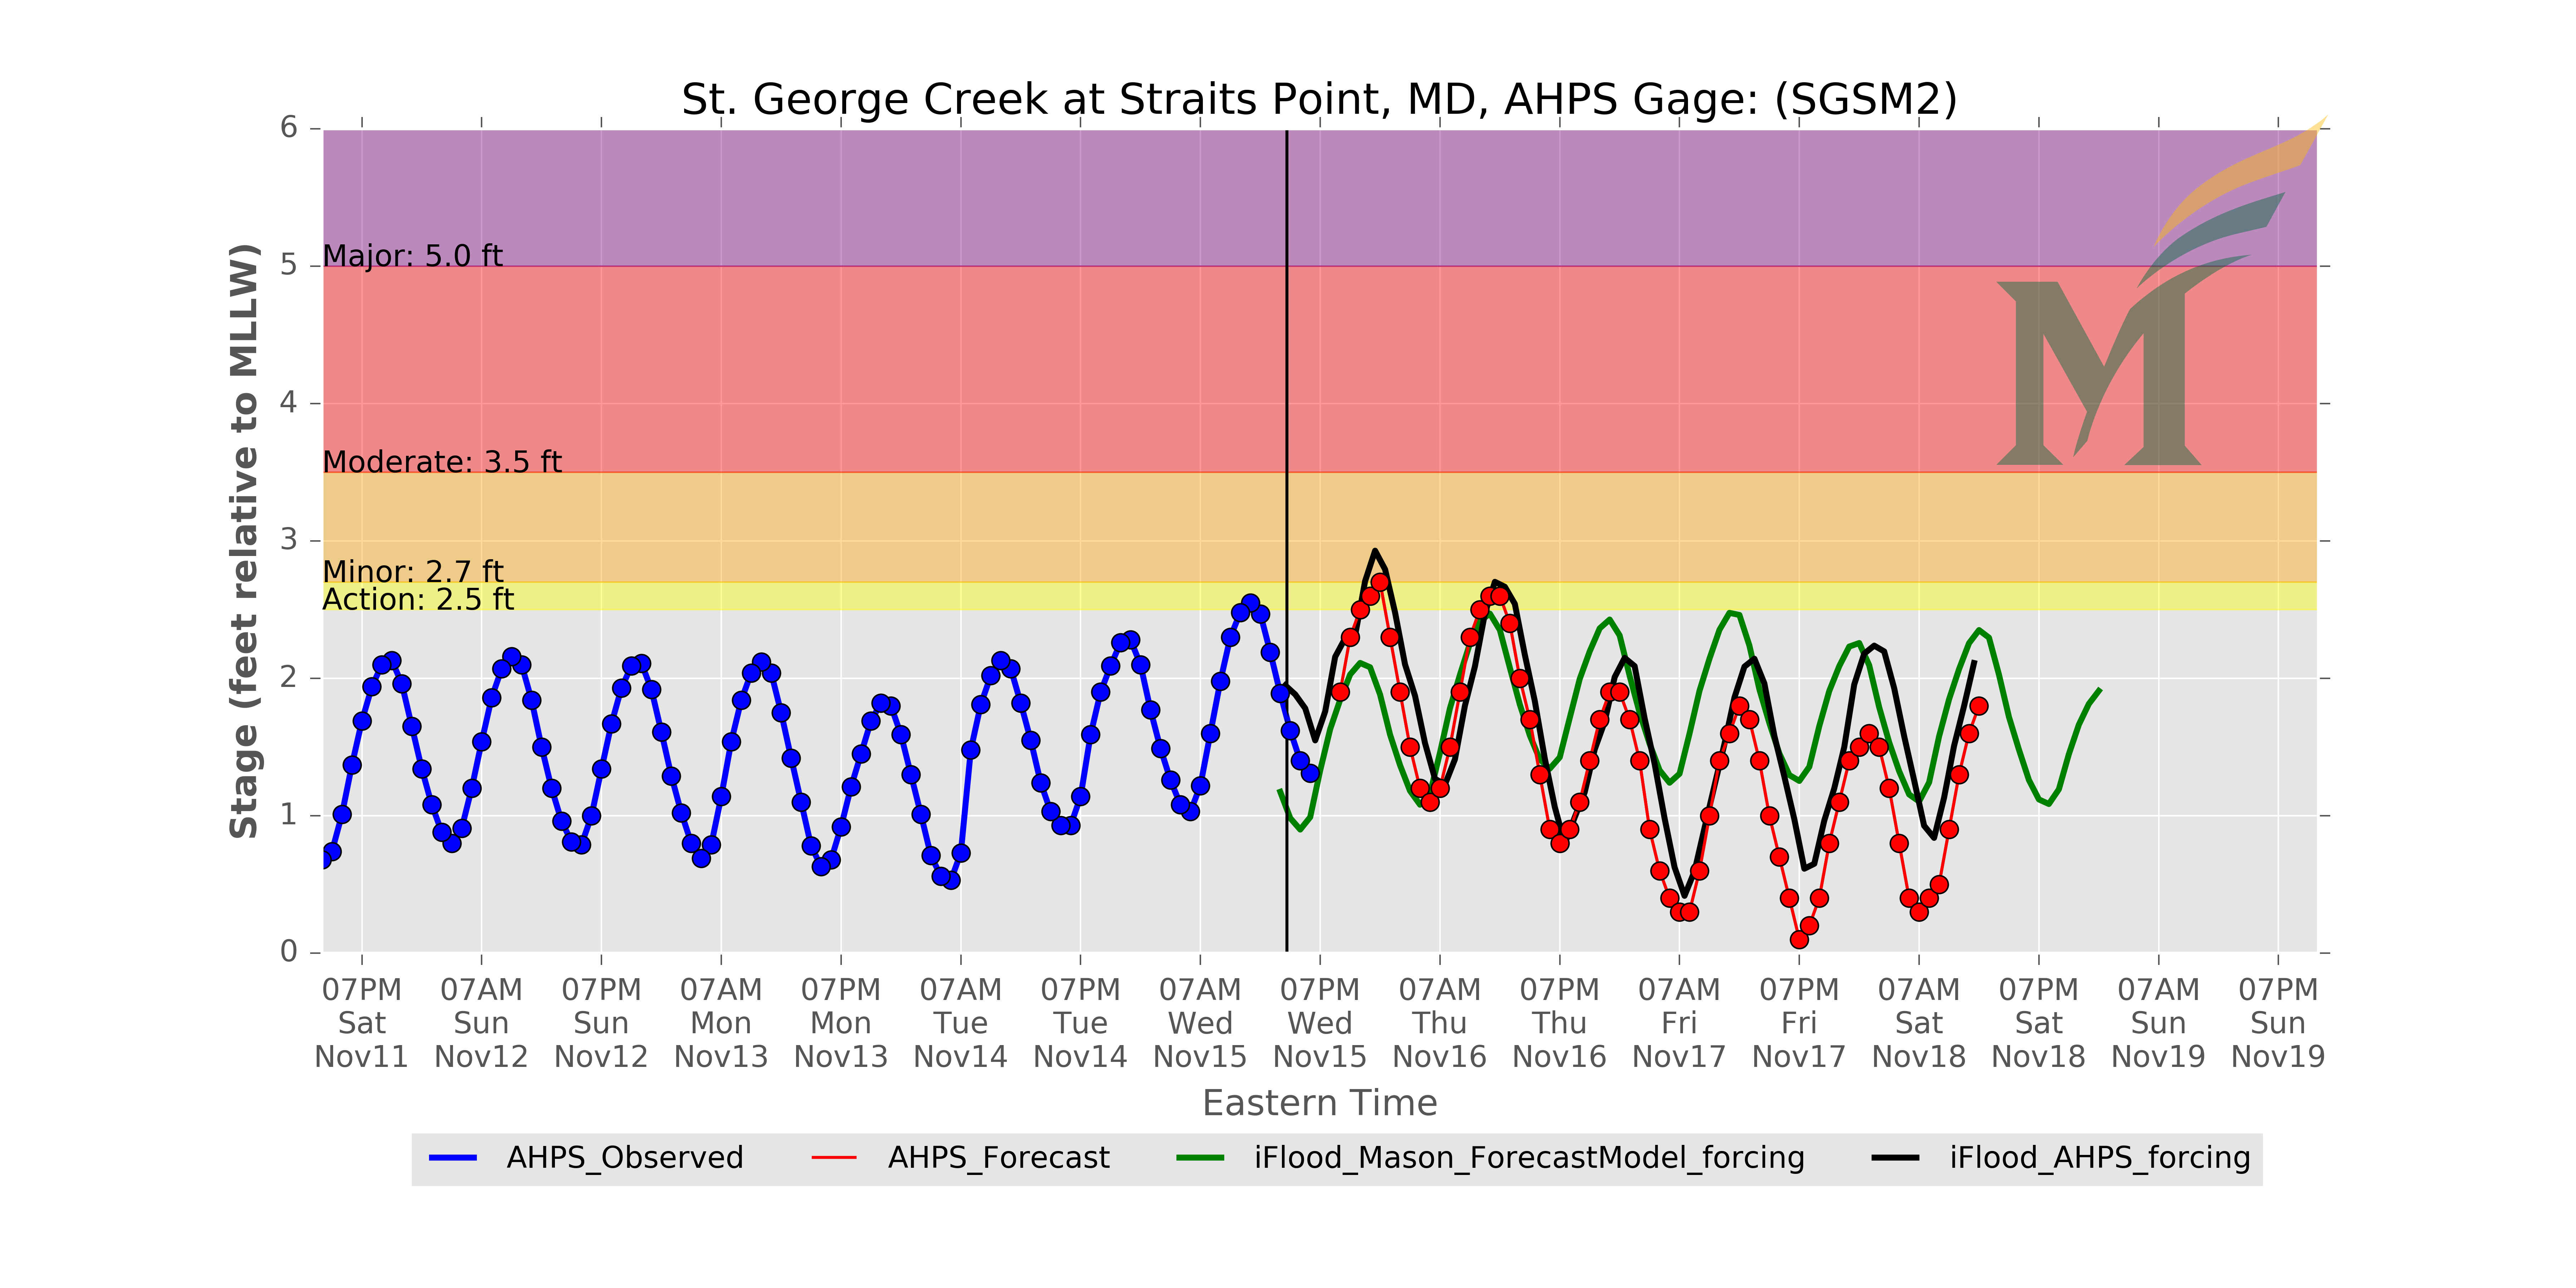 St. George Creek at Straits Point, MD, AHPS Gage: (SGSM2)
Stage (feet relative to MLLW)
6
5
4
3
2
1
0
Major: 5.0 ft
Moderate: 3.5 ft
Minor: 2.7 ft
Action: 2.5 ft
M
07PM 07AM 07PM 07AM 07PM 07AM 07PM 07AM 07PM 07AM 07PM 07AM 07PM 07AM 07PM 07AM 07PM
Sat Sun Sun Mon Mon Tue Tue Wed Wed Thu Thu Fri Fri Sat Sat Sun Sun
Nov11 Nov12 Nov12 Nov13 Nov13 Nov14 Nov14 Nov15 Nov15 Nov16 Nov16 Nov17 Nov17 Nov18 Nov18 Nov19 Nov19
Eastern Time
AHPS_Observed AHPS_Forecast iFlood_Mason_ForecastModel_forcing iFlood_AHPS_forcing